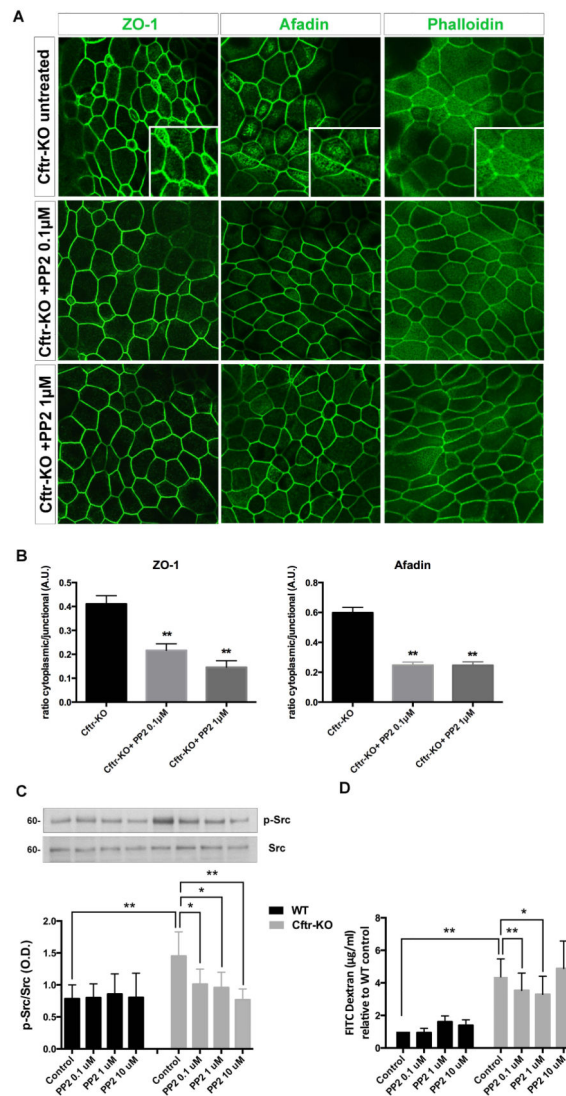 A
ZO-1 Afadin Phalloidin
Cftr-KO untreated
Cftr-KO +PP2 0.1µM
Cftr-KO +PP2 1µM
B
ZO-1
ratio cytoplasmic/junctional (A.U.)
0.5
0.4
0.3
0.2
0.1
0.0
**
**
Cftr-KO
Cftr-KO+ PP2 0.1µM
Cftr-KO+ PP2 1µM
Afadin
ratio cytoplasmic/junctional (A.U.)
0.8
0.6
0.4
0.2
0.0
**
**
Cftr-KO
Cftr-KO+ PP2 0.1µM
Cftr-KO+ PP2 1µM
C
60-
p-Src
60-
Src
p-Src/Src (O.D.)
2.0
1.5
1.0
0.5
0.0
**
**
*
*
Control
PP2 0.1 uM
PP2 1 uM
PP2 10 uM
Control
PP2 0.1 uM
PP2 1 uM
PP2 10 uM
WT
Cftr-KO
D
FITC Dextran (µg/ml)
relative to WT control
8
6
4
2
0
**
*
**
Control
PP2 0.1 uM
PP2 1 uM
PP2 10 uM
Control
PP2 0.1 uM
PP2 1 uM
PP2 10 uM